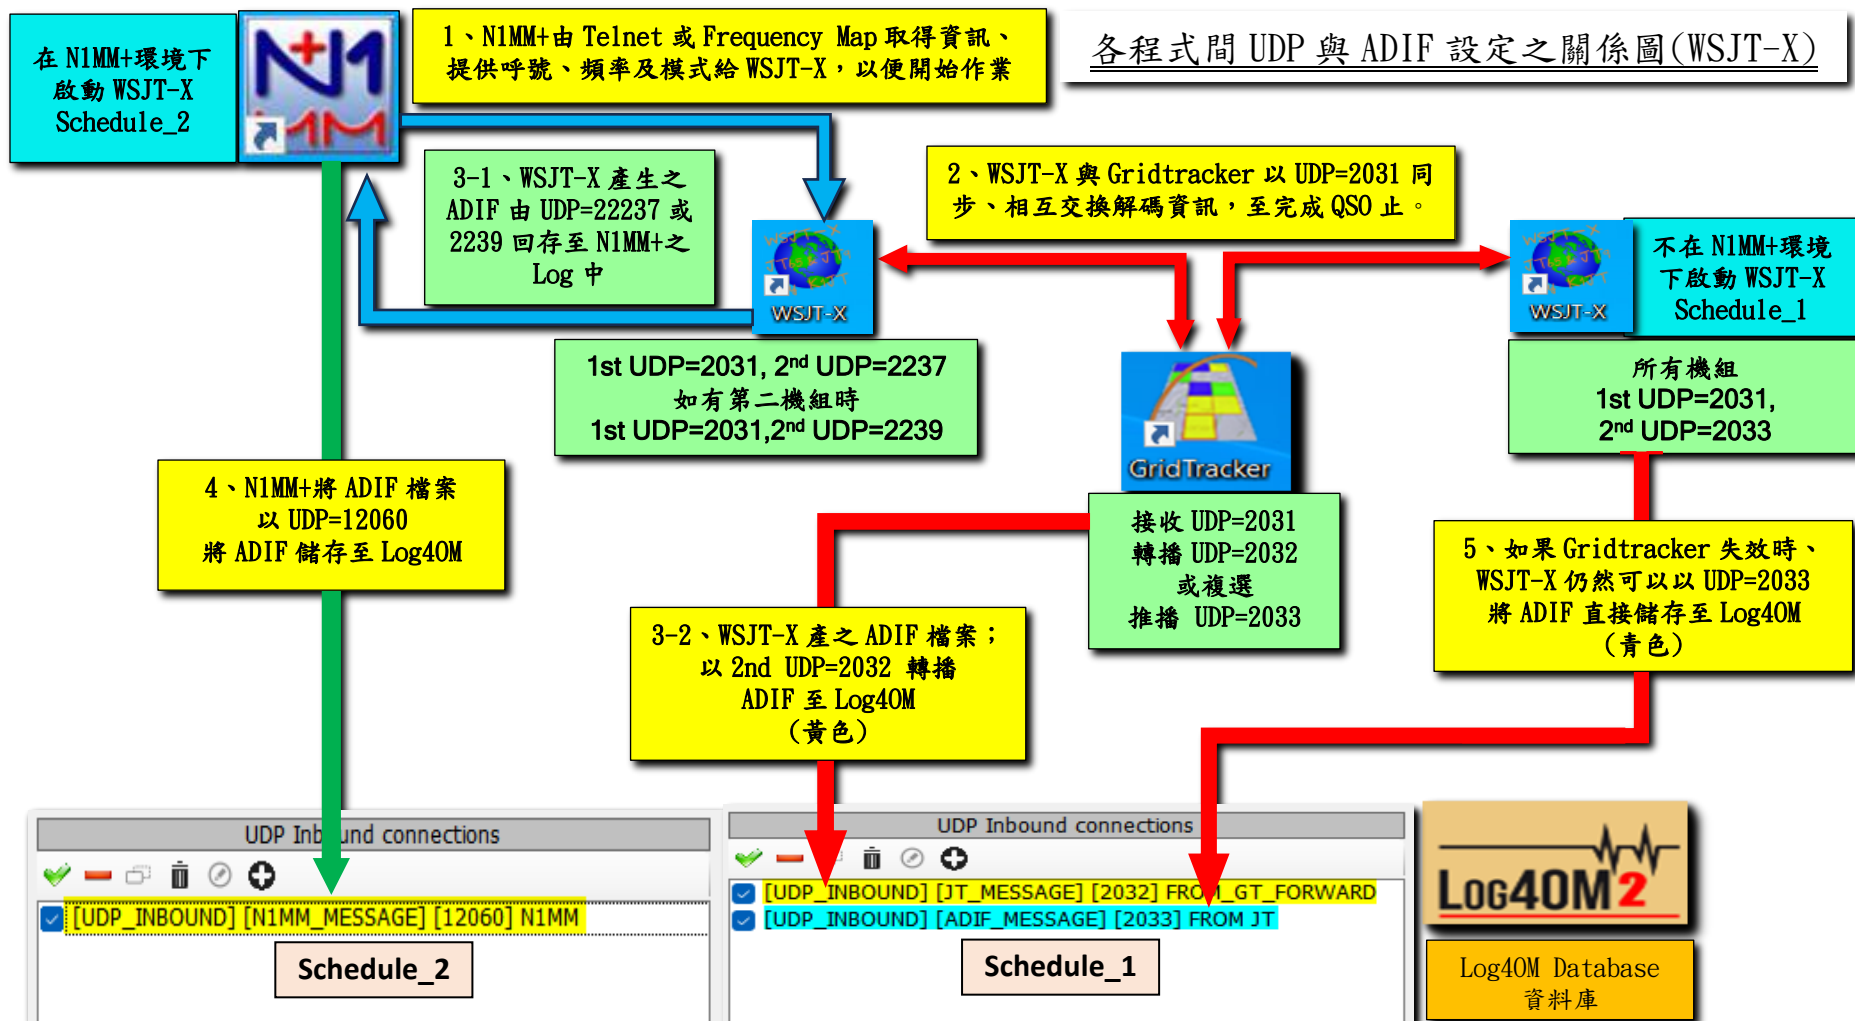 各程式間 UDP 與 ADIF 設定之關係圖(WSJT-X)
在 N1MM+環境下
啟動 WSJT-X
Schedule_2
N+1
MM
1、N1MM+由 Telnet 或 Frequency Map 取得資訊、
提供呼號、頻率及模式給 WSJT-X，以便開始作業
3-1、WSJT-X 產生之
ADIF 由 UDP=22237 或
2239 回存至 N1MM+之
Log 中
WSJT-X
2、WSJT-X 與 Gridtracker 以 UDP=2031 同
步、相互交換解碼資訊，至完成 QSO 止。
WSJT-X
不在 N1MM+環境
下啟動 WSJT-X
Schedule_1
1st UDP=2031, 2nd UDP=2237
如有第二機組時
1st UDP=2031,2nd UDP=2239
GridTracker
所有機組
1st UDP=2031,
2nd UDP=2033
4、N1MM+將 ADIF 檔案
以 UDP=12060
將 ADIF 儲存至 Log4OM
接收 UDP=2031
轉播 UDP=2032
或複選
推播 UDP=2033
5、如果 Gridtracker 失效時、
WSJT-X 仍然可以以 UDP=2033
將 ADIF 直接儲存至 Log4OM
(青色)
3-2、WSJT-X 產之 ADIF 檔案；
以 2nd UDP=2032 轉播
ADIF 至 Log4OM
(黃色)
UDP Inbound connections
[UDP_INBOUND] [N1MM_MESSAGE] [12060] N1MM
Schedule_2
UDP Inbound connections
[UDP_INBOUND] [JT_MESSAGE] [2032] FROM_GT_FORWARD
[UDP_INBOUND] [ADIF_MESSAGE] [2033] FROM JT
Schedule_1
LOG4OM 2
Log4OM Database
資料庫